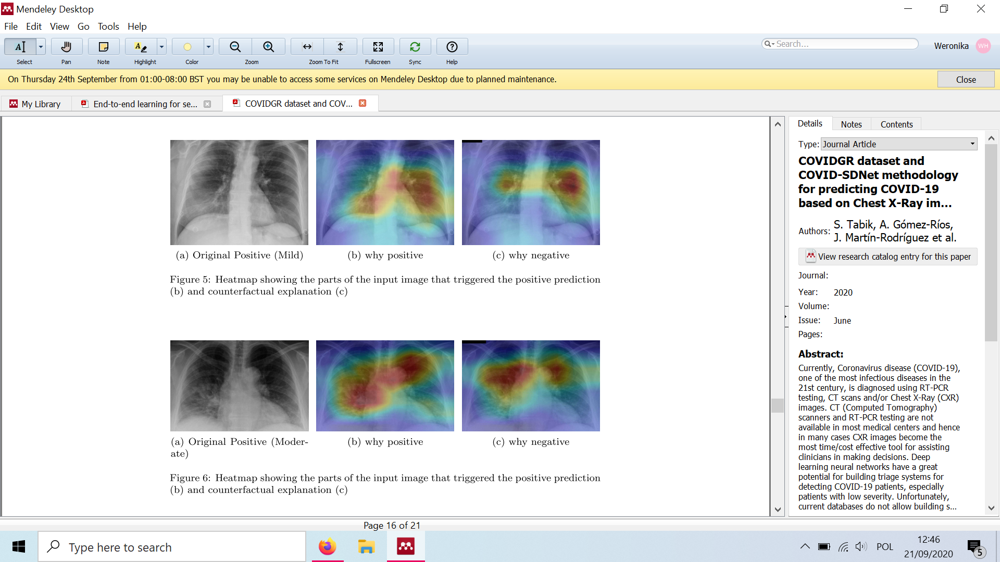 Mendeley Desktop
File Edit View Go Tools Help
Select Pan Note Highlight Color Zoom Zoom To Fit Fullscreen Sync Help
Search...
Weronika WH
On Thursday 24th September from 01:00-08:00 BST you may be unable to access some services on Mendeley Desktop due to planned maintenance.
Close
My Library
End-to-end learning for se...
COVIDGR dataset and COV...
(a) Original Positive (Mild)
(b) why positive
(c) why negative
Figure 5: Heatmap showing the parts of the input image that triggered the positive prediction
(b) and counterfactual explanation (c)
(a) Original Positive (Moder-
ate)
(b) why positive
(c) why negative
Figure 6: Heatmap showing the parts of the input image that triggered the positive prediction
(b) and counterfactual explanation (c)
Page 16 of 21
Details Notes Contents
Type: Journal Article
COVIDGR dataset and
COVID-SDNet methodology
for predicting COVID-19
based on Chest X-Ray im...
Authors: S. Tabik, A. Gómez-Ríos,
J. Martín-Rodríguez et al.
View research catalog entry for this paper
Journal:
Year: 2020
Volume:
Issue: June
Pages:
Abstract:
Currently, Coronavirus disease (COVID-19),
one of the most infectious diseases in the
21st century, is diagnosed using RT-PCR
testing, CT scans and/or Chest X-Ray (CXR)
images. CT (Computed Tomography)
scanners and RT-PCR testing are not
available in most medical centers and hence
in many cases CXR images become the
most time/cost effective tool for assisting
clinicians in making decisions. Deep
learning neural networks have a great
potential for building triage systems for
detecting COVID-19 patients, especially
patients with low severity. Unfortunately,
current databases do not allow building s...
Type here to search
POL
12:46
21/09/2020
5